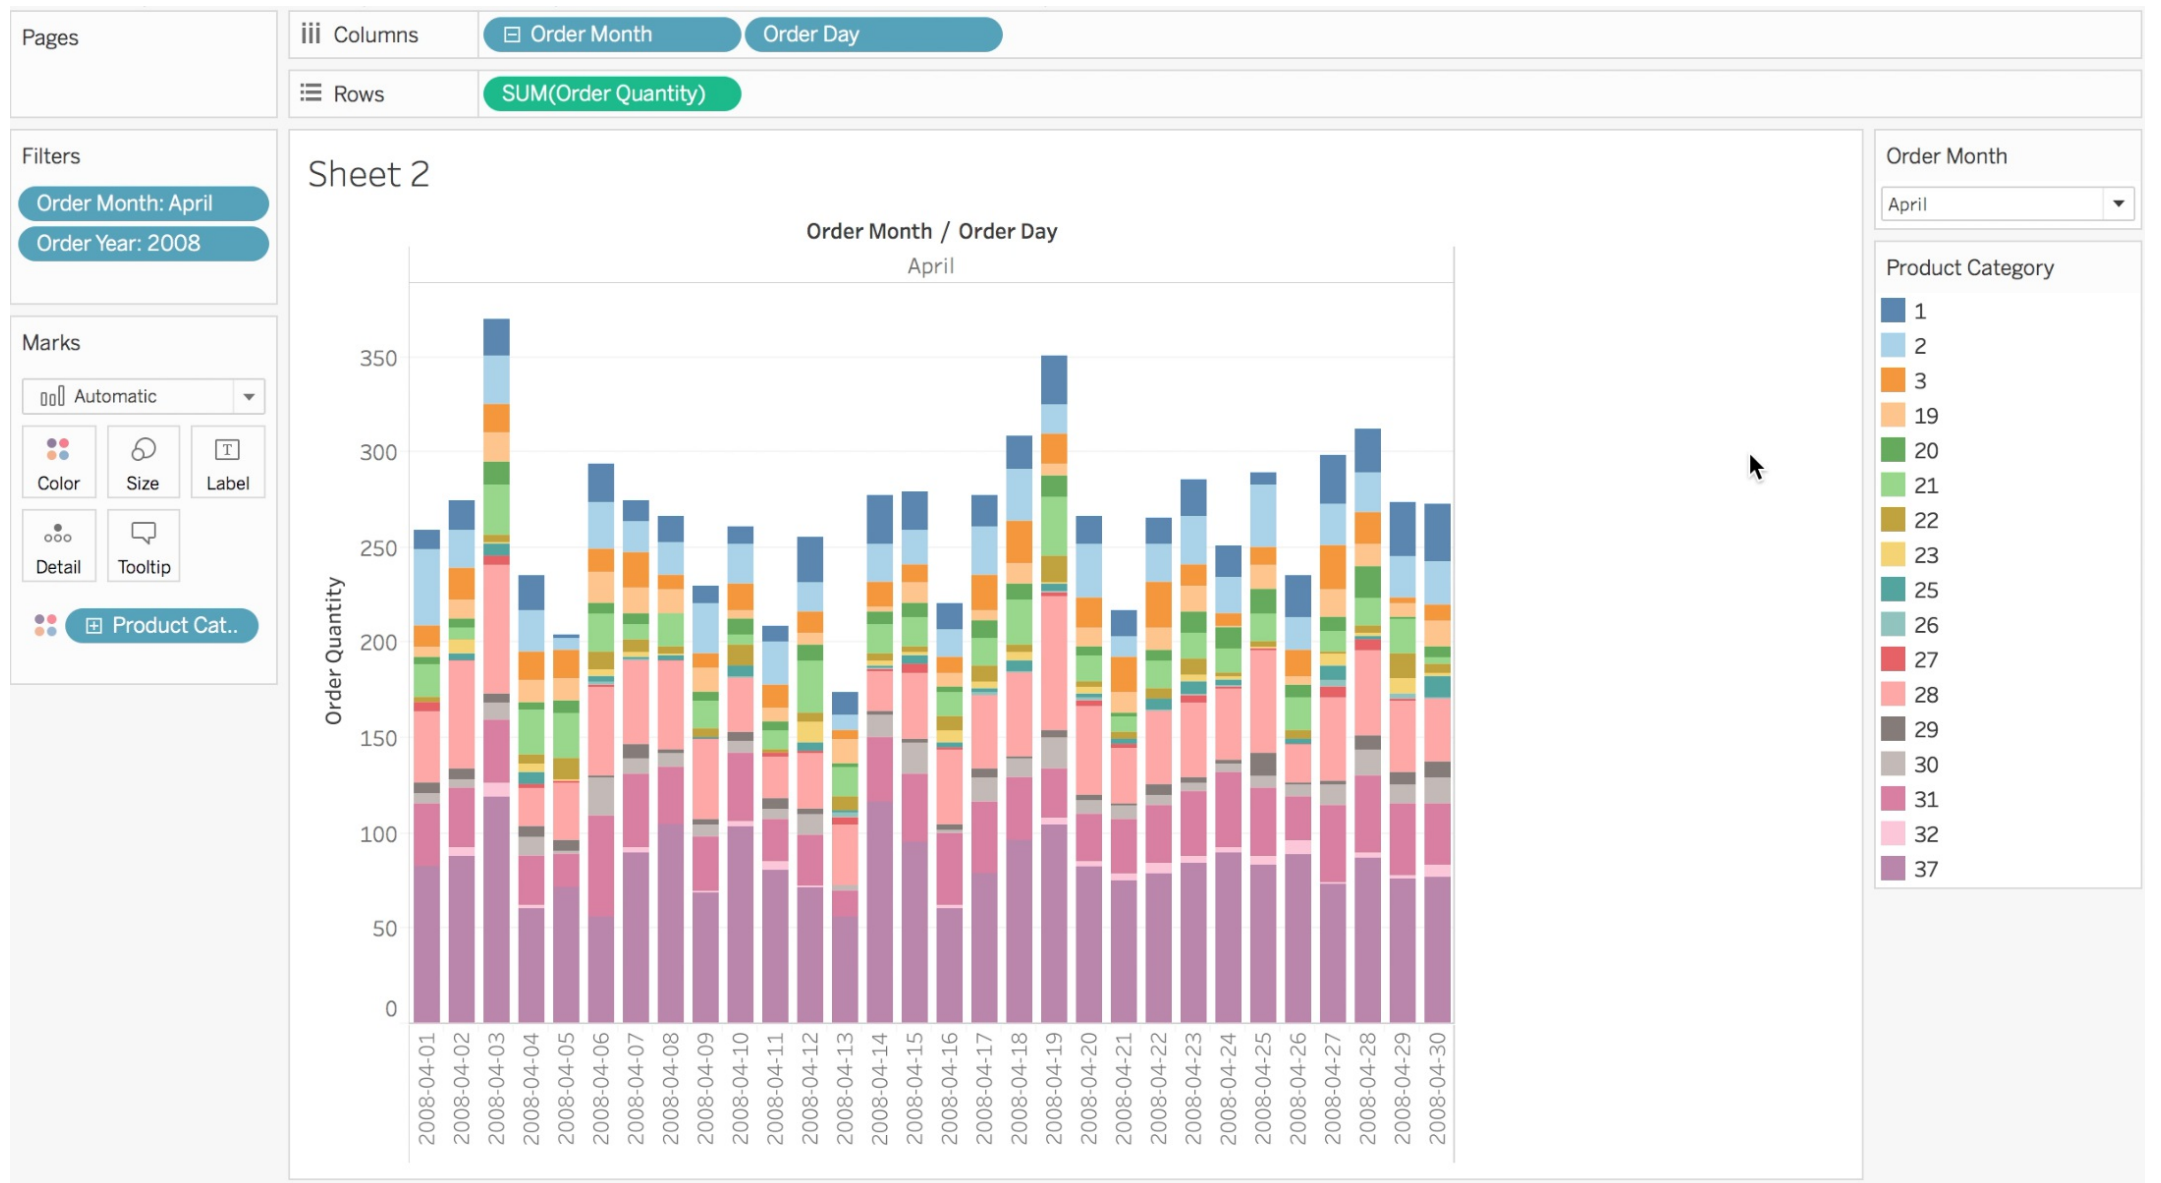 Pages
Columns
Order Month
Order Day
Rows
SUM(Order Quantity)
Filters
Order Month: April
Order Year: 2008
Marks
Automatic
Color
Size
T
Label
Detail
Tooltip
Product Cat..
Sheet 2
Order Month / Order Day
April
Order Quantity
350
300
250
200
150
100
50
0
2008-04-01
2008-04-02
2008-04-03
2008-04-04
2008-04-05
2008-04-06
2008-04-07
2008-04-08
2008-04-09
2008-04-10
2008-04-11
2008-04-12
2008-04-13
2008-04-14
2008-04-15
2008-04-16
2008-04-17
2008-04-18
2008-04-19
2008-04-20
2008-04-21
2008-04-22
2008-04-23
2008-04-24
2008-04-25
2008-04-26
2008-04-27
2008-04-28
2008-04-29
2008-04-30
Order Month
April
Product Category
1
2
3
19
20
21
22
23
25
26
27
28
29
30
31
32
37